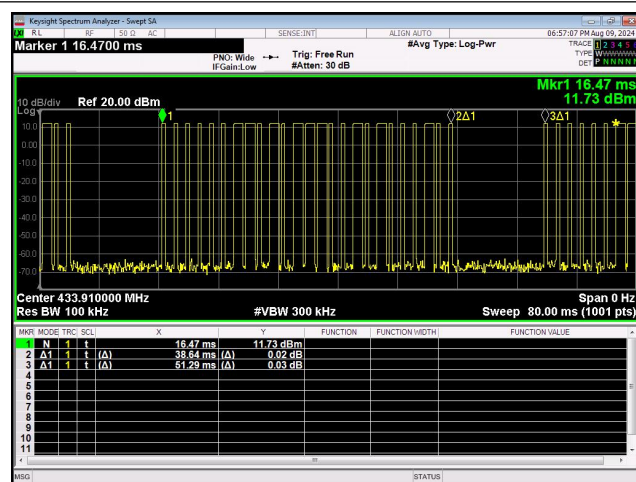 Keysight Spectrum Analyzer - Swept SA
LXI RL RF 50 Ω AC SENSE:INT ALIGN AUTO 06:57:07 PM Aug 09, 2024
Marker 1 16.4700 ms
PNO: Wide
IFGain:Low
Trig: Free Run
#Atten: 30 dB
#Avg Type: Log-Pwr
TRACE 1 2 3 4 5
TYPE WWWWWW
DET P N N N N N
Mkr1 16.47 ms
11.73 dBm
10 dB/div Ref 20.00 dBm
Log
1
2Δ1
3Δ1
10.0
0.00
-10.0
-20.0
-30.0
-40.0
-50.0
-60.0
-70.0
Center 433.910000 MHz Span 0 Hz
Res BW 100 kHz #VBW 300 kHz Sweep 80.00 ms (1001 pts)
MKR MODE TRC SCL X Y FUNCTION FUNCTION WIDTH FUNCTION VALUE
1 N 1 t 16.47 ms 11.73 dBm
2 Δ1 1 t (Δ) 38.64 ms (Δ) 0.02 dB
3 Δ1 1 t (Δ) 51.29 ms (Δ) 0.03 dB
4
5
6
7
8
9
10
11
MSG STATUS